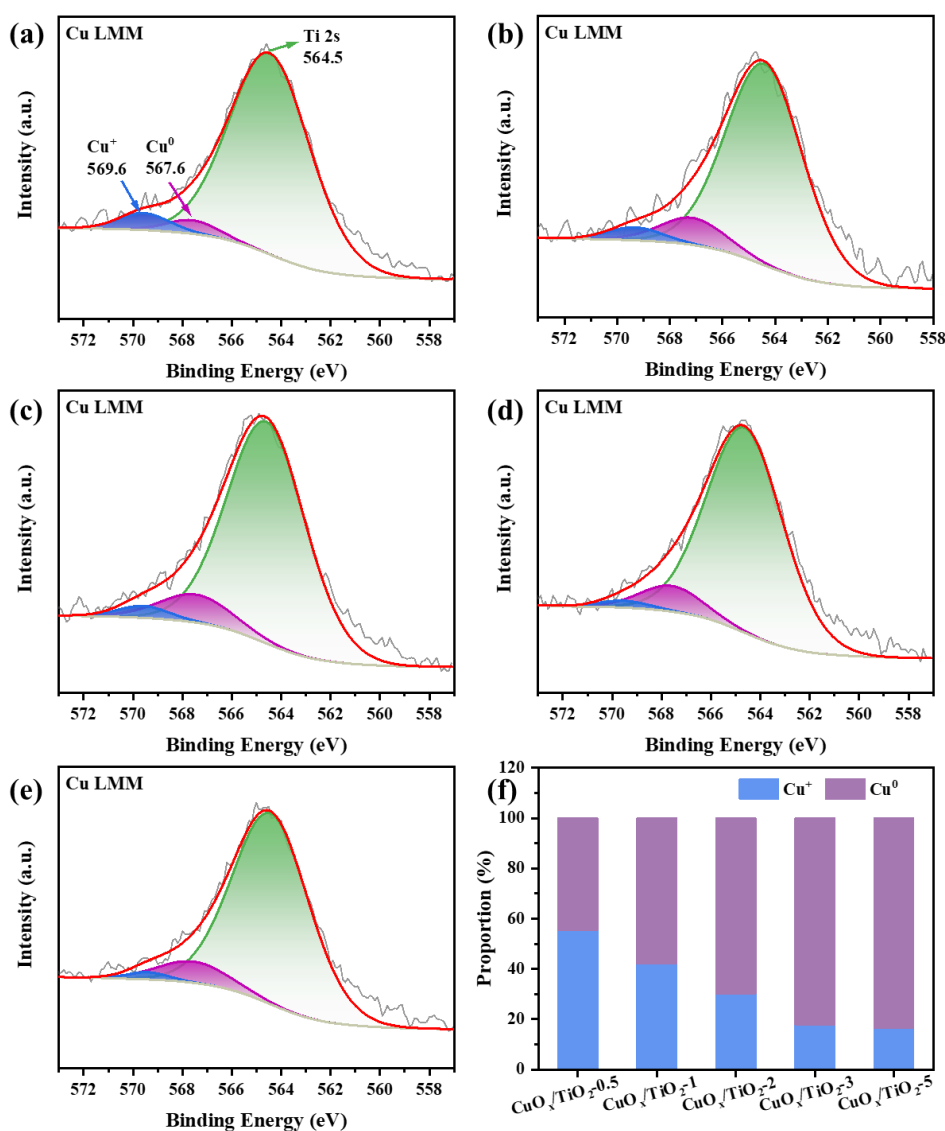 (a)
Cu LMM
Ti 2s
564.5
Cu⁺
569.6
Cu⁰
567.6
Intensity (a.u.)
572 570 568 566 564 562 560 558
Binding Energy (eV)
(b)
Cu LMM
Intensity (a.u.)
572 570 568 566 564 562 560 558
Binding Energy (eV)
(c)
Cu LMM
Intensity (a.u.)
572 570 568 566 564 562 560 558
Binding Energy (eV)
(d)
Cu LMM
Intensity (a.u.)
572 570 568 566 564 562 560 558
Binding Energy (eV)
(e)
Cu LMM
Intensity (a.u.)
572 570 568 566 564 562 560 558
Binding Energy (eV)
(f)
Cu⁺ Cu⁰
Proportion (%)
120
100
80
60
40
20
0
CuOₓ/TiO₂-0.5 CuOₓ/TiO₂-1 CuOₓ/TiO₂-2 CuOₓ/TiO₂-3 CuOₓ/TiO₂-5